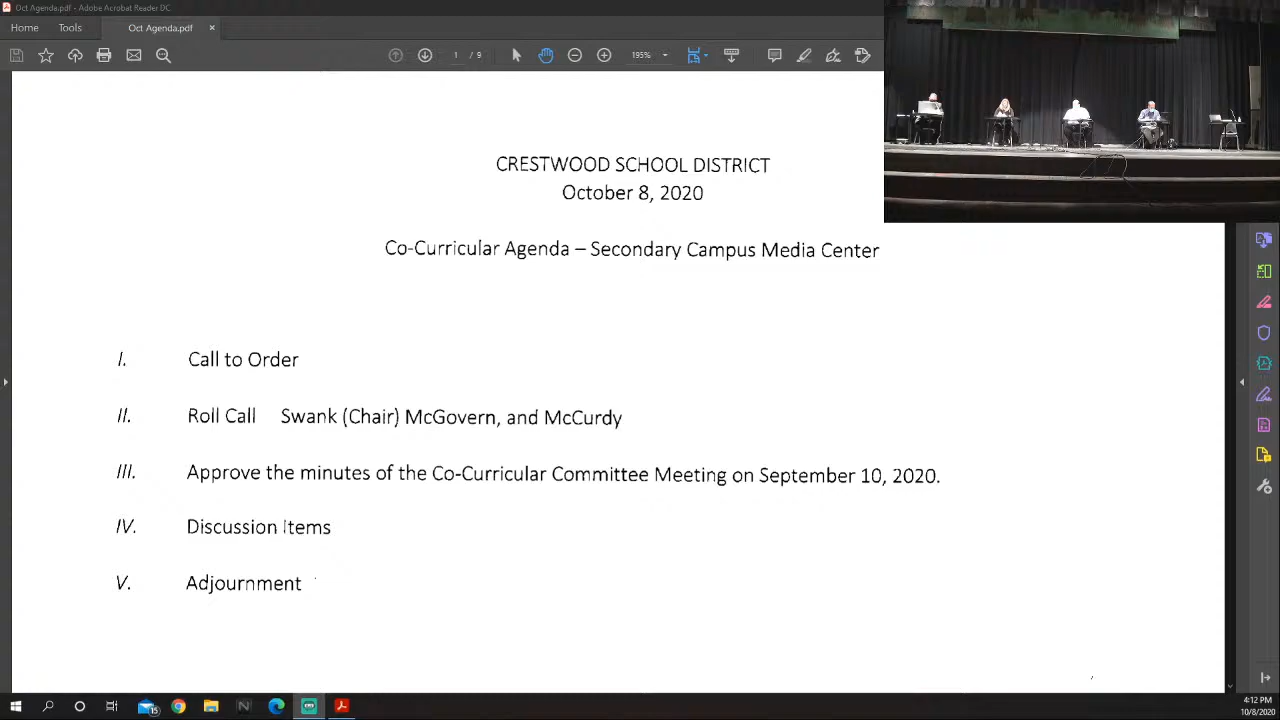 Oct Agenda.pdf - Adobe Acrobat Reader DC
Home Tools Oct Agenda.pdf ×
1 / 9 195%
CRESTWOOD SCHOOL DISTRICT
October 8, 2020
Co-Curricular Agenda – Secondary Campus Media Center
I. Call to Order
II. Roll Call Swank (Chair) McGovern, and McCurdy
III. Approve the minutes of the Co-Curricular Committee Meeting on September 10, 2020.
IV. Discussion Items
V. Adjournment
15
4:12 PM
10/8/2020